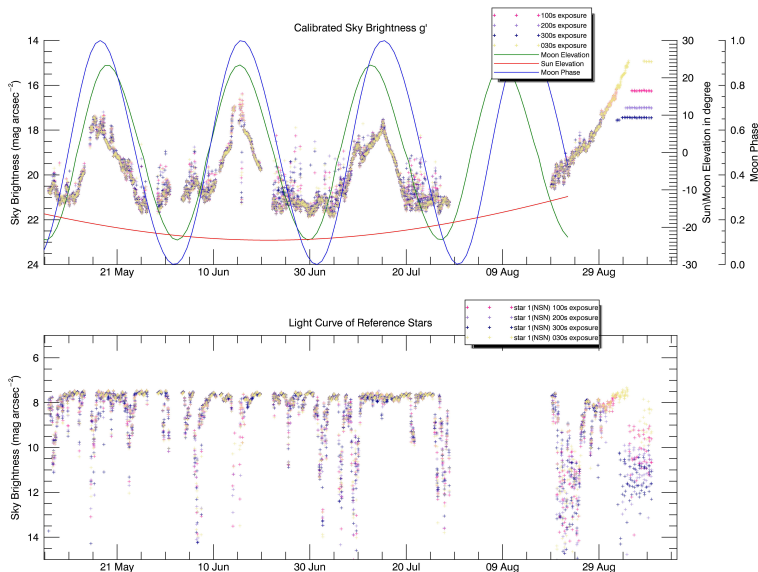 Calibrated Sky Brightness g'
100s exposure
200s exposure
300s exposure
030s exposure
Moon Elevation
Sun Elevation
Moon Phase
Sky Brightness (mag arcsec⁻²)
14
16
18
20
22
24
21 May
10 Jun
30 Jun
20 Jul
09 Aug
29 Aug
30
20
10
0
-10
-20
-30
Sun\Moon Elevation in degree
1.0
0.8
0.6
0.4
0.2
0.0
Moon Phase
Light Curve of Reference Stars
star 1(NSN) 100s exposure
star 1(NSN) 200s exposure
star 1(NSN) 300s exposure
star 1(NSN) 030s exposure
Sky Brightness (mag arcsec⁻²)
6
8
10
12
14
21 May
10 Jun
30 Jun
20 Jul
09 Aug
29 Aug